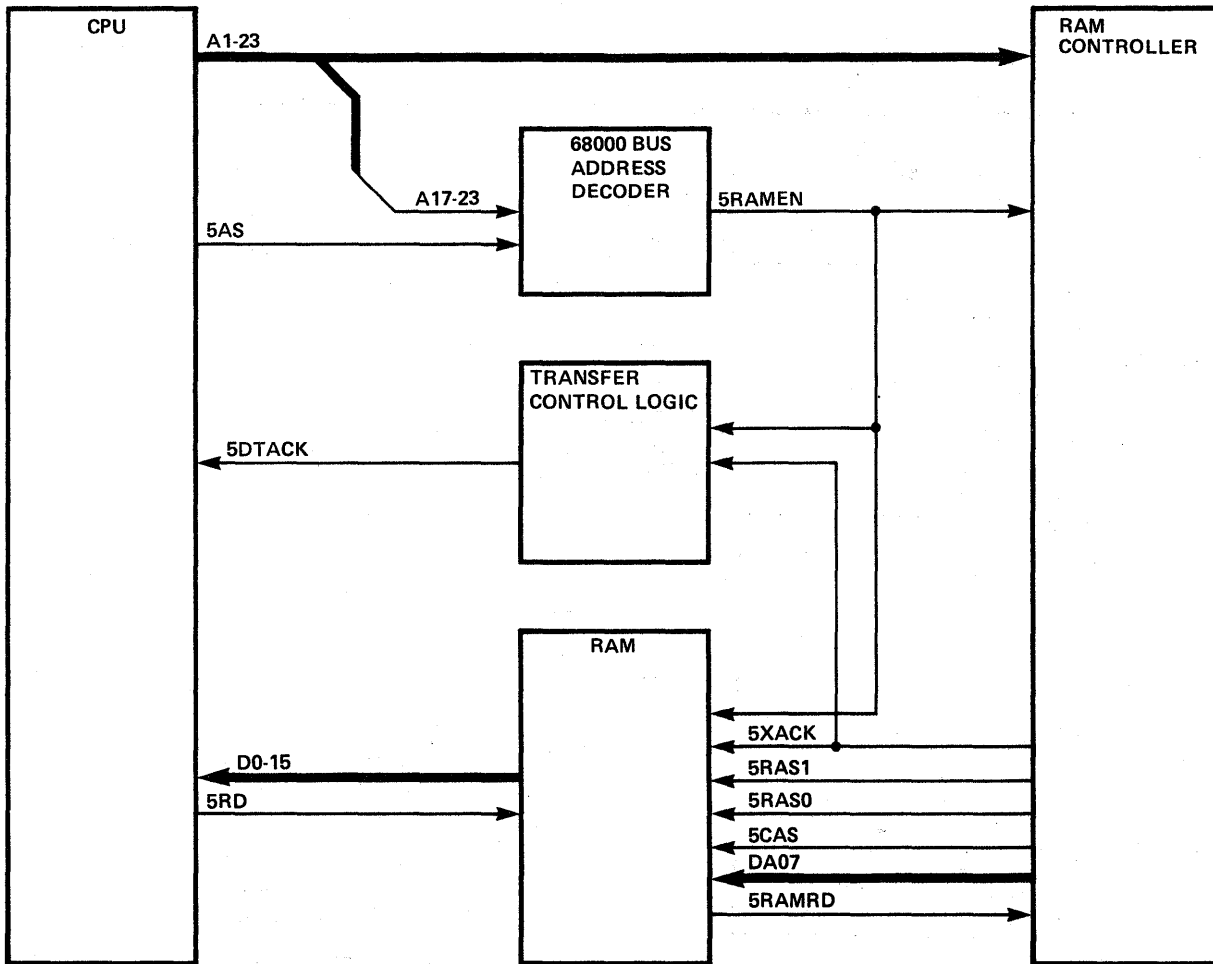 CPU
A1-23
RAM
CONTROLLER
68000 BUS
ADDRESS
DECODER
A17-23
5RAMEN
5AS
TRANSFER
CONTROL LOGIC
5DTACK
RAM
5XACK
D0-15
5RAS1
5RD
5RAS0
5CAS
DA07
5RAMRD